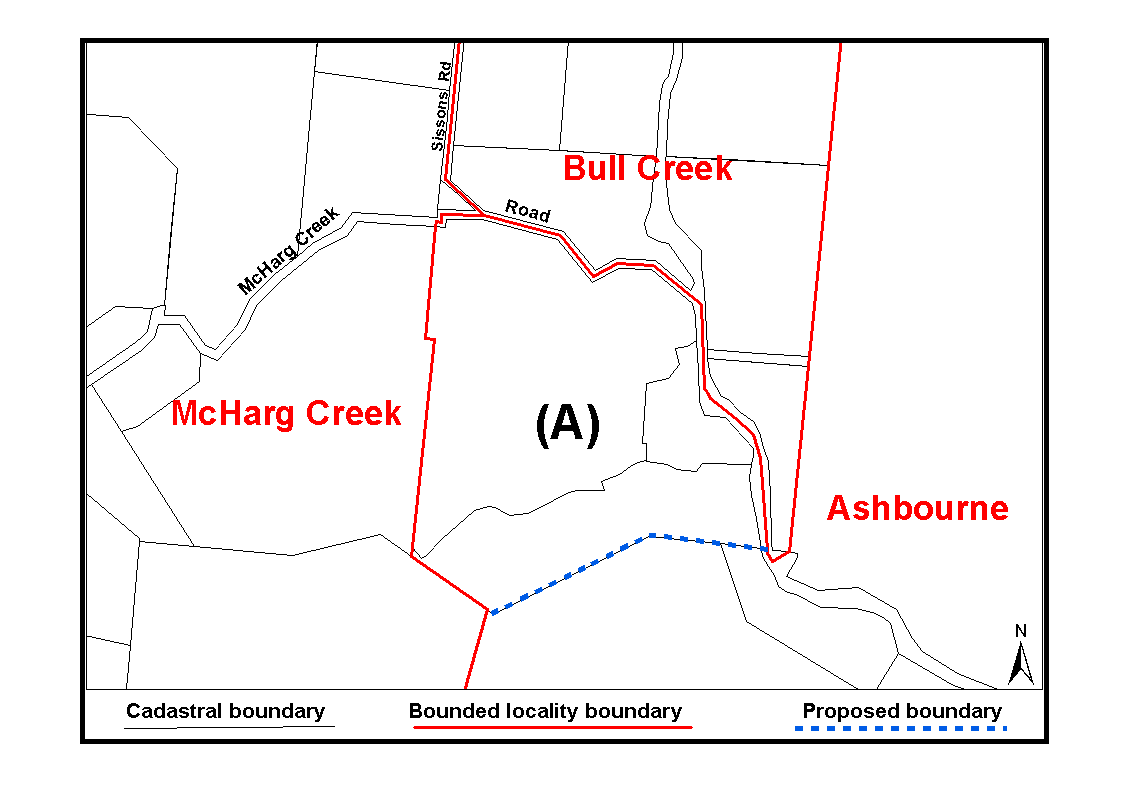 Sissons Rd
Bull Creek
Road
McHarg Creek
McHarg Creek
(A)
Ashbourne
N
Cadastral boundary
Bounded locality boundary
Proposed boundary